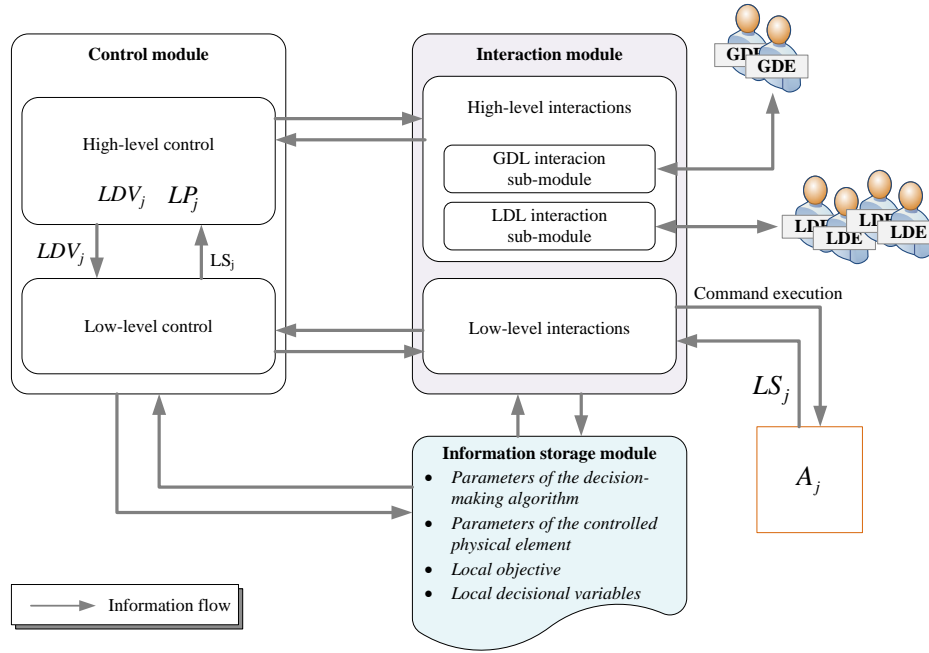 Control module
High-level control
LDV_j LP_j
LDV_j
LS_j
Low-level control
Interaction module
High-level interactions
GDL interacion
sub-module
LDL interaction
sub-module
Low-level interactions
GDE
GDE
LDE
LDE
LDE
LDE
Command execution
LS_j
A_j
Information storage module
• Parameters of the decision-
making algorithm
• Parameters of the controlled
physical element
• Local objective
• Local decisional variables
Information flow